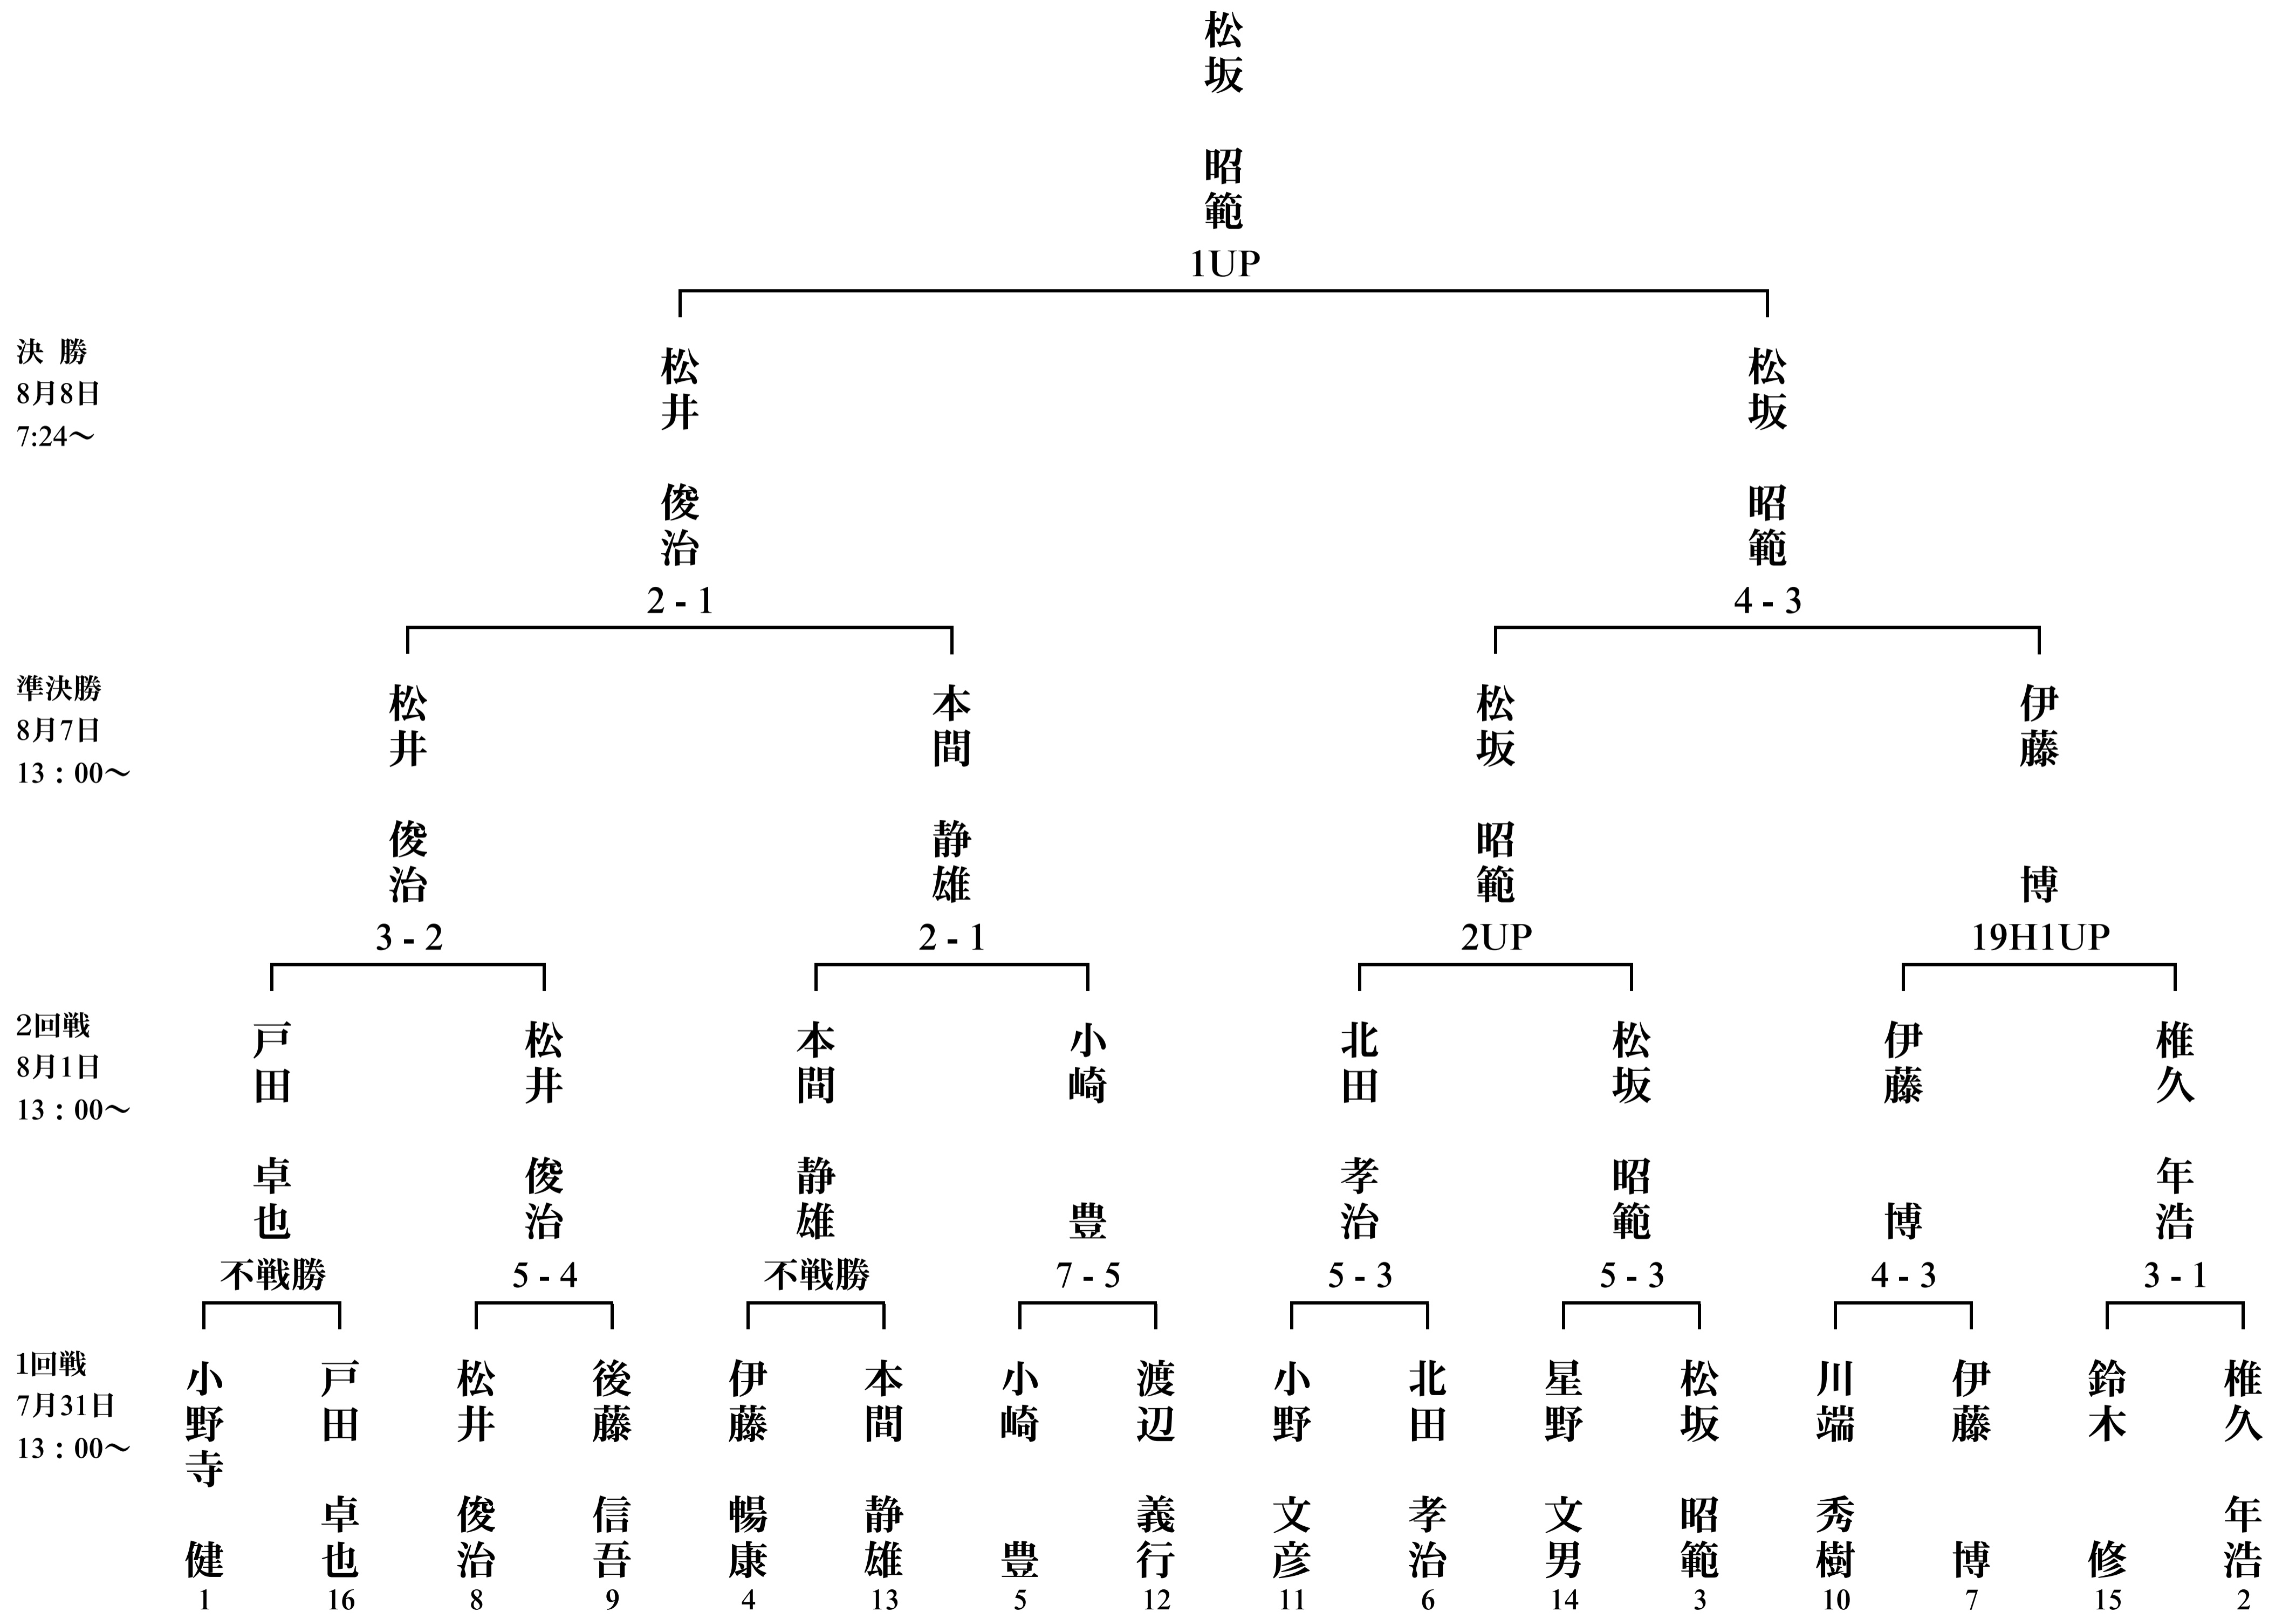 松坂 昭範
1UP
決 勝
8月8日
7:24～
松井 俊治
松坂 昭範
2 - 1
4 - 3
準決勝
8月7日
13：00～
松井 俊治
本間 静雄
松坂 昭範
伊藤 博
3 - 2
2 - 1
2UP
19H1UP
2回戦
8月1日
13：00～
戸田 卓也
松井 俊治
本間 静雄
小崎 豊
北田 孝治
松坂 昭範
伊藤 博
椎久 年浩
不戦勝
5 - 4
不戦勝
7 - 5
5 - 3
5 - 3
4 - 3
3 - 1
1回戦
7月31日
13：00～
小野寺 健
戸田 卓也
松井 俊治
後藤 信吾
伊藤 暢康
本間 静雄
小崎 豊
渡辺 義行
小野 文彦
北田 孝治
星野 文男
松坂 昭範
川端 秀樹
伊藤 博
鈴木 修
椎久 年浩
1
16
8
9
4
13
5
12
11
6
14
3
10
7
15
2